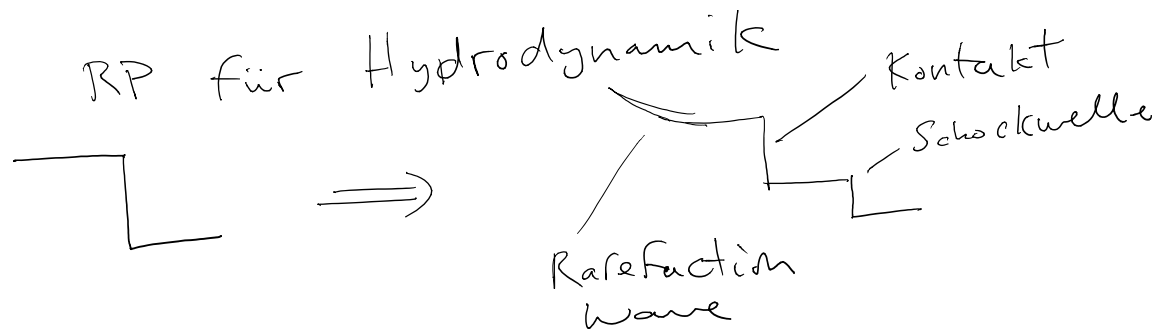 RP für Hydrodynamik
Kontakt
Schockwelle
Rarefaction
wave